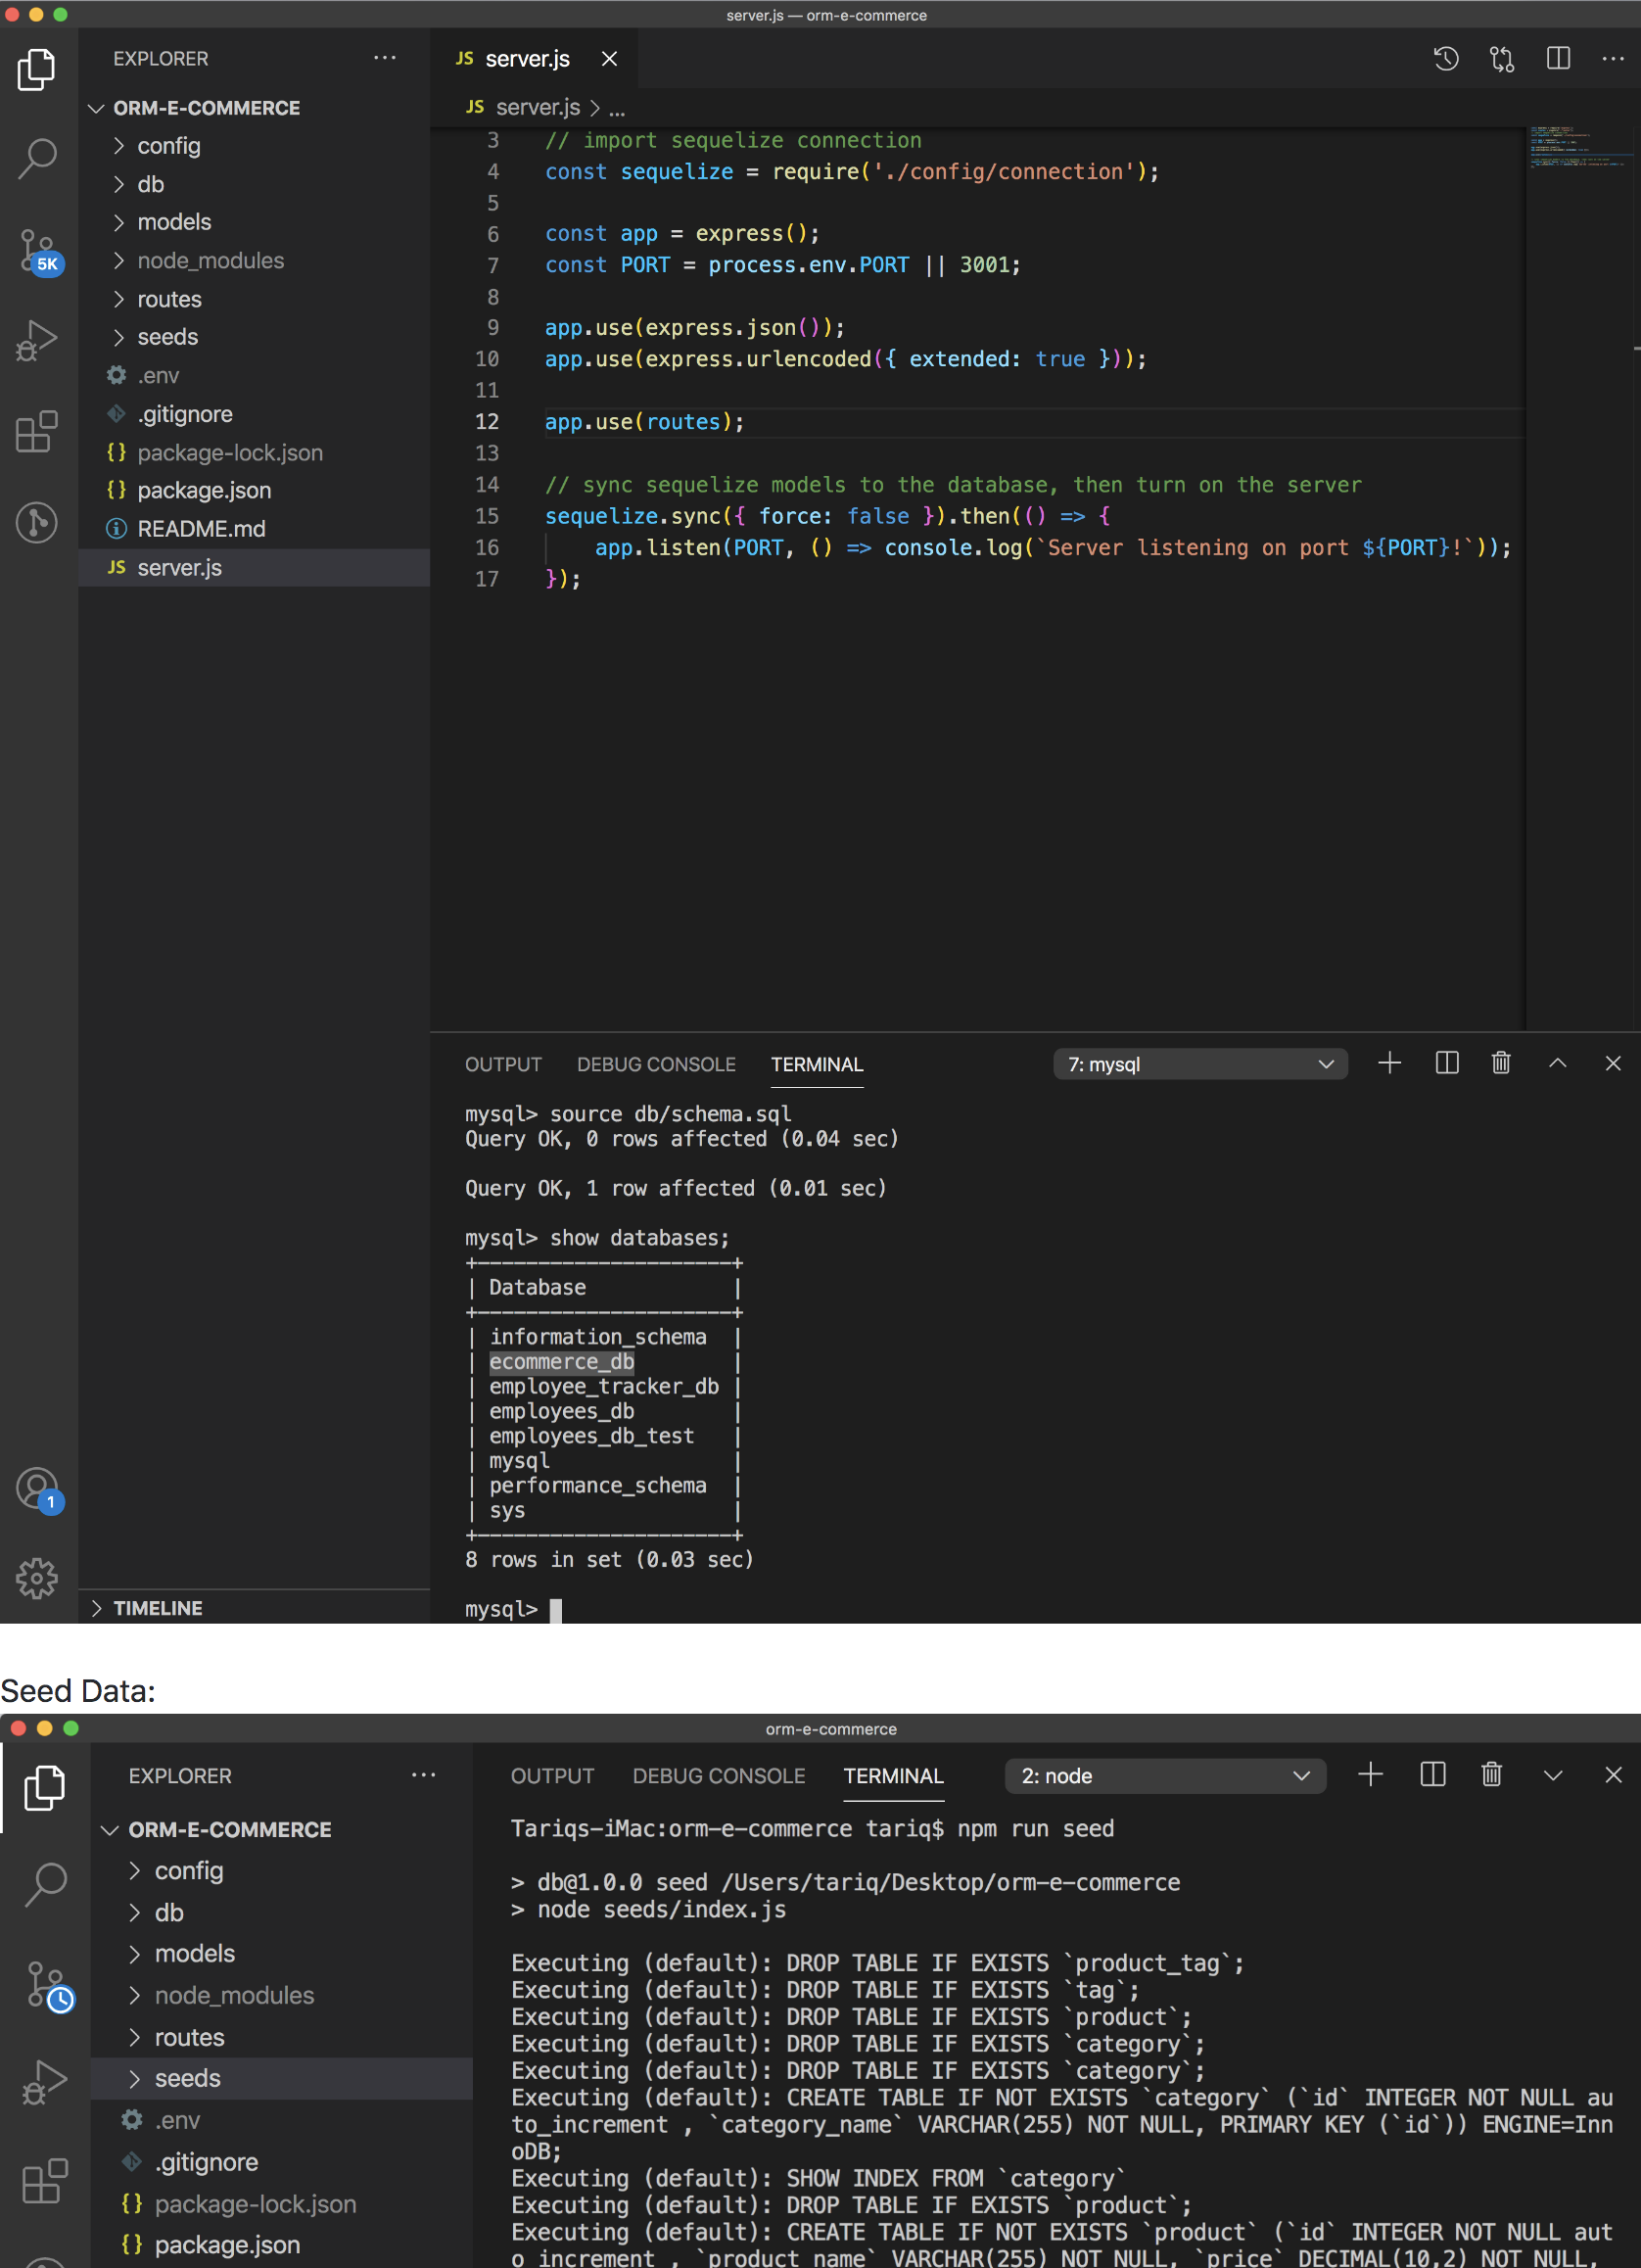 server.js — orm-e-commerce
EXPLORER
ORM-E-COMMERCE
config
db
models
node_modules
routes
seeds
.env
.gitignore
package-lock.json
package.json
README.md
server.js
5K
1
TIMELINE
JS server.js
JS server.js > ...
3 // import sequelize connection
4 const sequelize = require('./config/connection');
5
6 const app = express();
7 const PORT = process.env.PORT || 3001;
8
9 app.use(express.json());
10 app.use(express.urlencoded({ extended: true }));
11
12 app.use(routes);
13
14 // sync sequelize models to the database, then turn on the server
15 sequelize.sync({ force: false }).then(() => {
16 app.listen(PORT, () => console.log(`Server listening on port ${PORT}!`));
17 });
OUTPUT DEBUG CONSOLE TERMINAL 7: mysql
mysql> source db/schema.sql
Query OK, 0 rows affected (0.04 sec)
Query OK, 1 row affected (0.01 sec)
mysql> show databases;
+---------------------+
| Database            |
+---------------------+
| information_schema  |
| ecommerce_db        |
| employee_tracker_db |
| employees_db        |
| employees_db_test   |
| mysql               |
| performance_schema  |
| sys                 |
+---------------------+
8 rows in set (0.03 sec)
mysql>
Seed Data:
orm-e-commerce
EXPLORER
ORM-E-COMMERCE
config
db
models
node_modules
routes
seeds
.env
.gitignore
package-lock.json
package.json
OUTPUT DEBUG CONSOLE TERMINAL 2: node
Tariqs-iMac:orm-e-commerce tariq$ npm run seed
> db@1.0.0 seed /Users/tariq/Desktop/orm-e-commerce
> node seeds/index.js
Executing (default): DROP TABLE IF EXISTS `product_tag`;
Executing (default): DROP TABLE IF EXISTS `tag`;
Executing (default): DROP TABLE IF EXISTS `product`;
Executing (default): DROP TABLE IF EXISTS `category`;
Executing (default): DROP TABLE IF EXISTS `category`;
Executing (default): CREATE TABLE IF NOT EXISTS `category` (`id` INTEGER NOT NULL au
to_increment , `category_name` VARCHAR(255) NOT NULL, PRIMARY KEY (`id`)) ENGINE=Inn
oDB;
Executing (default): SHOW INDEX FROM `category`
Executing (default): DROP TABLE IF EXISTS `product`;
Executing (default): CREATE TABLE IF NOT EXISTS `product` (`id` INTEGER NOT NULL aut
o_increment , `product_name` VARCHAR(255) NOT NULL, `price` DECIMAL(10,2) NOT NULL,